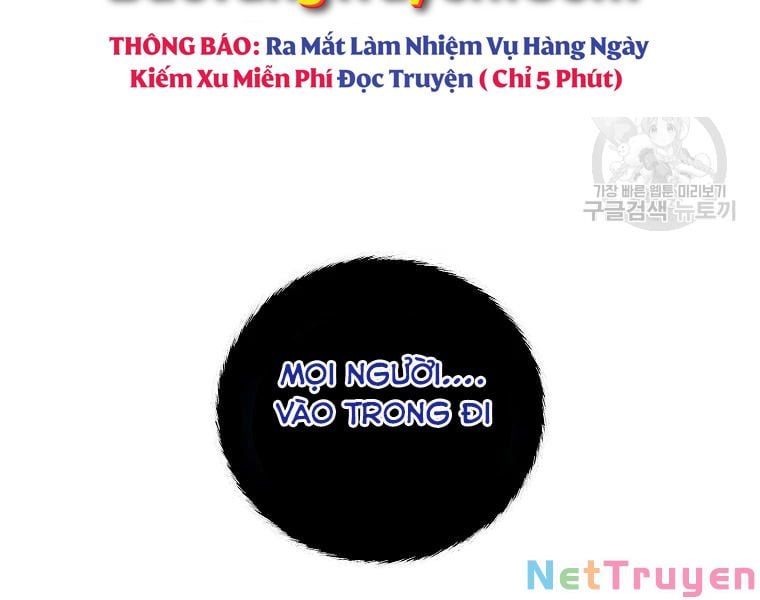 THÔNG BÁO: Ra Mắt Làm Nhiệm Vụ Hàng Ngày
Kiếm Xu Miễn Phí Đọc Truyện ( Chỉ 5 Phút)
가장 빠른 웹툰 미리보기
구글검색 뉴토끼
MỌI NGƯỜI....
VÀO TRONG ĐI
NetTruyen